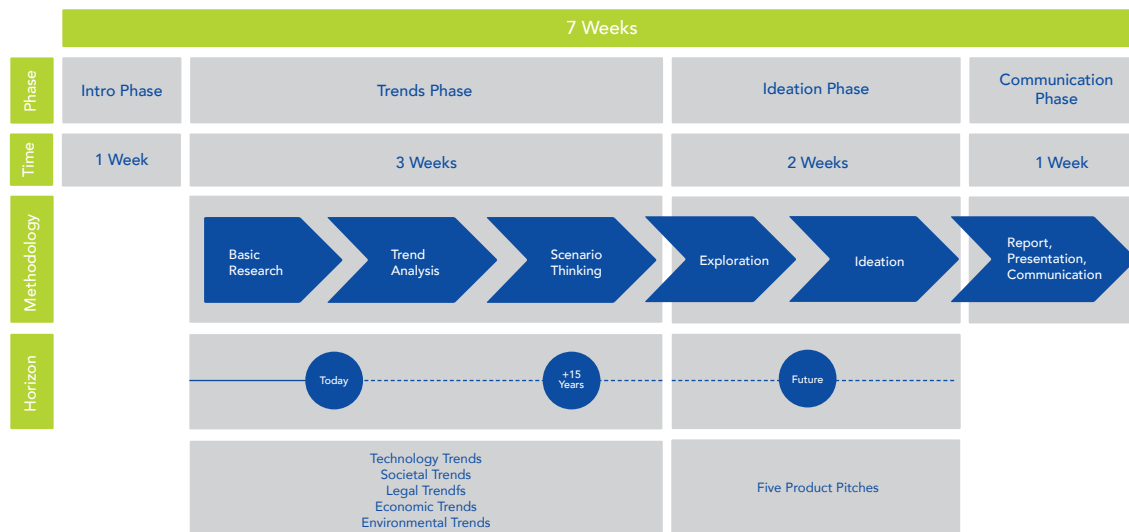 7 Weeks
Phase
Intro Phase
Trends Phase
Ideation Phase
Communication
Phase
Time
1 Week
3 Weeks
2 Weeks
1 Week
Methodology
Basic
Research
Trend
Analysis
Scenario
Thinking
Exploration
Ideation
Report,
Presentation,
Communication
Horizon
Today
+15
Years
Future
Technology Trends
Societal Trends
Legal Trendfs
Economic Trends
Environmental Trends
Five Product Pitches